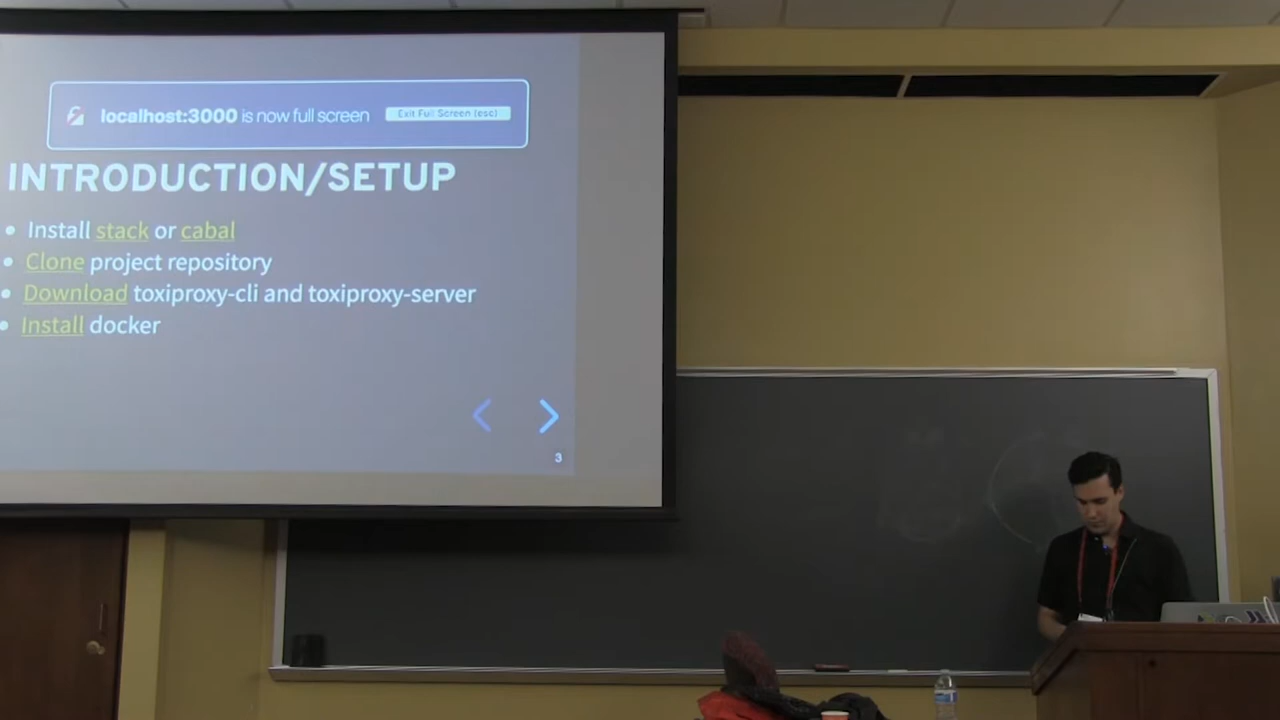 localhost:3000 is now full screen Exit Full Screen (esc)
INTRODUCTION/SETUP
Install stack or cabal
Clone project repository
Download toxiproxy-cli and toxiproxy-server
Install docker
3